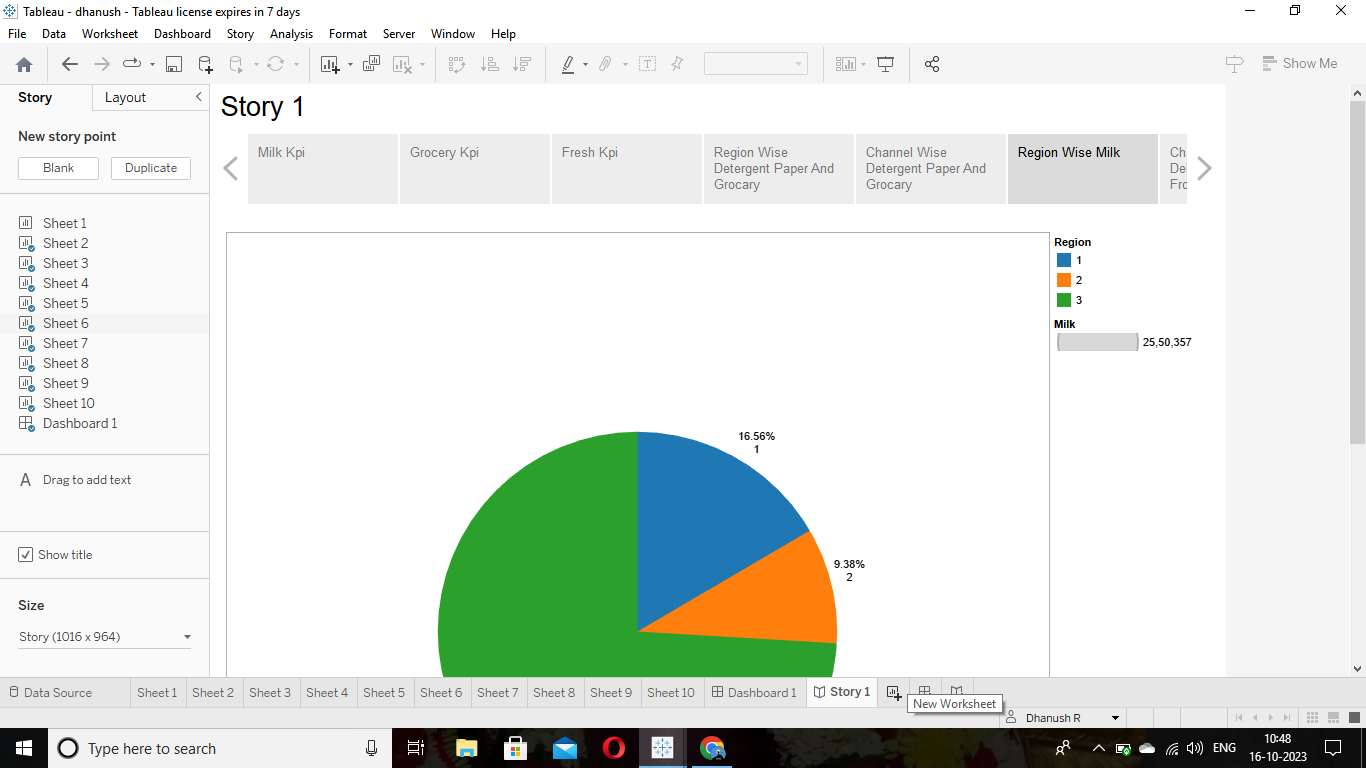 Tableau - dhanush - Tableau license expires in 7 days
File Data Worksheet Dashboard Story Analysis Format Server Window Help
Show Me
Story Layout
New story point
Blank Duplicate
Sheet 1
Sheet 2
Sheet 3
Sheet 4
Sheet 5
Sheet 6
Sheet 7
Sheet 8
Sheet 9
Sheet 10
Dashboard 1
A Drag to add text
Show title
Size
Story (1016 x 964)
Story 1
Milk Kpi
Grocery Kpi
Fresh Kpi
Region Wise
Detergent Paper And
Grocary
Channel Wise
Detergent Paper And
Grocary
Region Wise Milk
Region
1
2
3
Milk
25,50,357
16.56%
1
9.38%
2
Data Source Sheet 1 Sheet 2 Sheet 3 Sheet 4 Sheet 5 Sheet 6 Sheet 7 Sheet 8 Sheet 9 Sheet 10 Dashboard 1 Story 1
New Worksheet
Dhanush R
Type here to search
ENG
10:48
16-10-2023